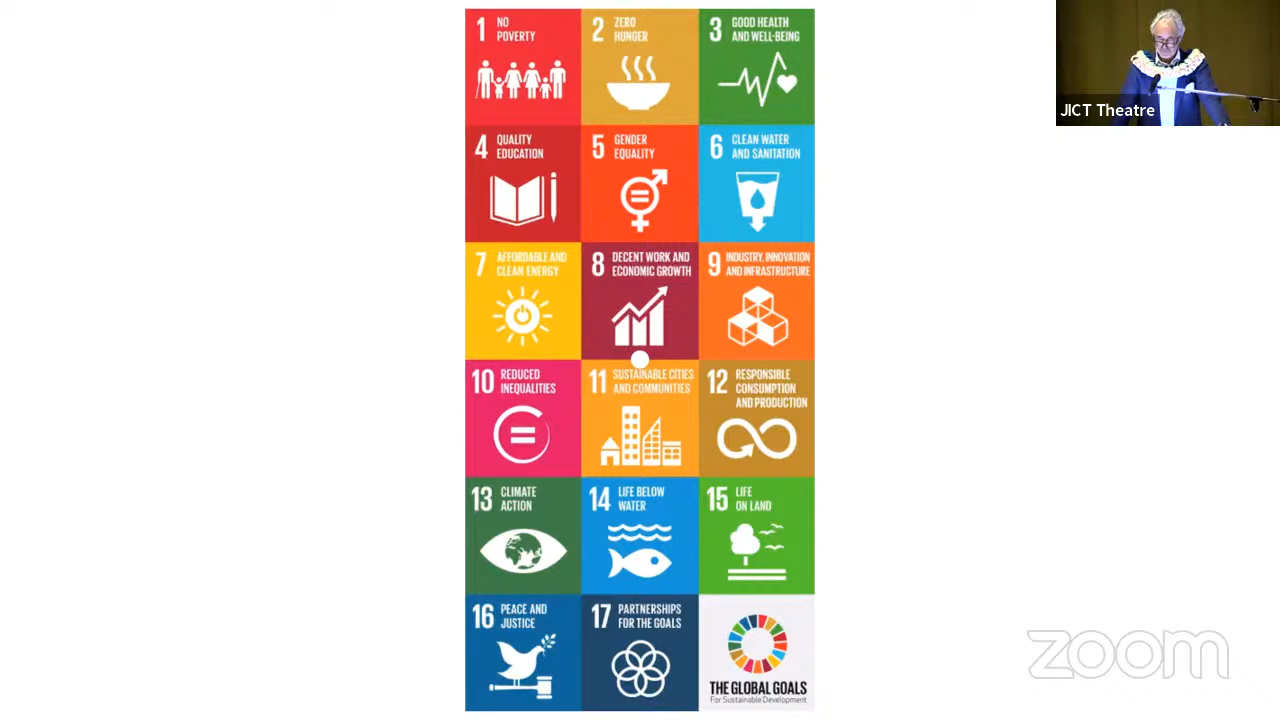 1 NO
POVERTY
2 ZERO
HUNGER
3 GOOD HEALTH
AND WELL-BEING
4 QUALITY
EDUCATION
5 GENDER
EQUALITY
6 CLEAN WATER
AND SANITATION
7 AFFORDABLE AND
CLEAN ENERGY
8 DECENT WORK AND
ECONOMIC GROWTH
9 INDUSTRY, INNOVATION
AND INFRASTRUCTURE
10 REDUCED
INEQUALITIES
11 SUSTAINABLE CITIES
AND COMMUNITIES
12 RESPONSIBLE
CONSUMPTION
AND PRODUCTION
13 CLIMATE
ACTION
14 LIFE BELOW
WATER
15 LIFE
ON LAND
16 PEACE AND
JUSTICE
17 PARTNERSHIPS
FOR THE GOALS
THE GLOBAL GOALS
For Sustainable Development
JICT Theatre
zoom